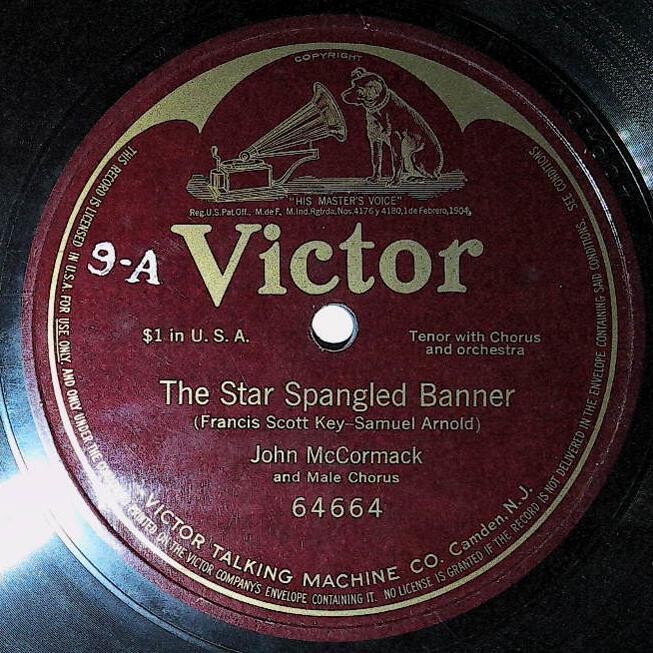 COPYRIGHT
"HIS MASTER'S VOICE"
Reg.U.S.Pat.Off., M.de F., M.Ind.Rgirda.Nos.4176 y 4180,1 de Febrero,1904,
9-A
Victor
$1 in U. S. A.
Tenor with Chorus
and orchestra
The Star Spangled Banner
(Francis Scott Key–Samuel Arnold)
John McCormack
and Male Chorus
64664
VICTOR TALKING MACHINE CO. Camden, N.J.
THIS RECORD IS LICENSED IN U.S.A. FOR USE ONLY, AND ONLY UNDER THE
ON THE VICTOR COMPANY'S ENVELOPE CONTAINING IT. NO LICENSE IS GRANTED IF THE RECORD IS NOT DELIVERED IN THE ENVELOPE CONTAINING SAID CONDITIONS. SEE CONDITIONS